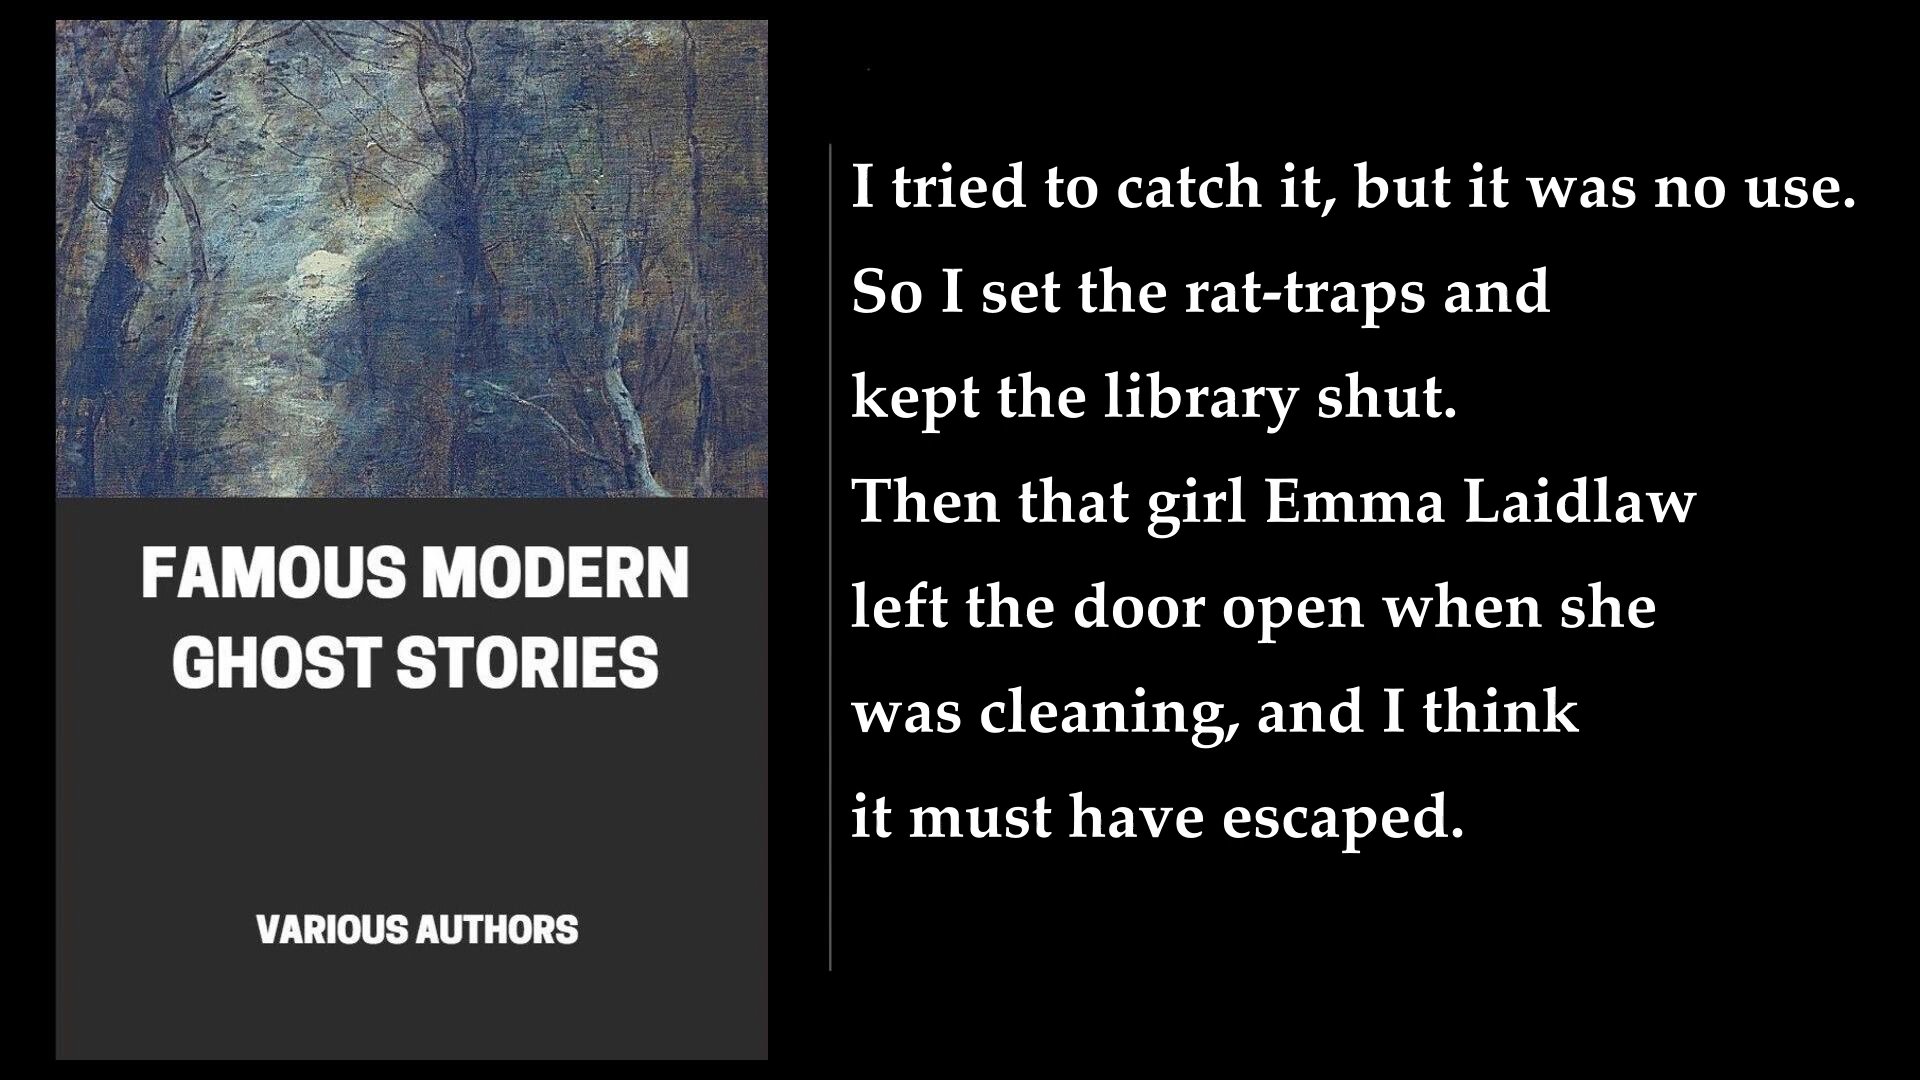 FAMOUS MODERN
GHOST STORIES
VARIOUS AUTHORS
I tried to catch it, but it was no use.
So I set the rat-traps and
kept the library shut.
Then that girl Emma Laidlaw
left the door open when she
was cleaning, and I think
it must have escaped.